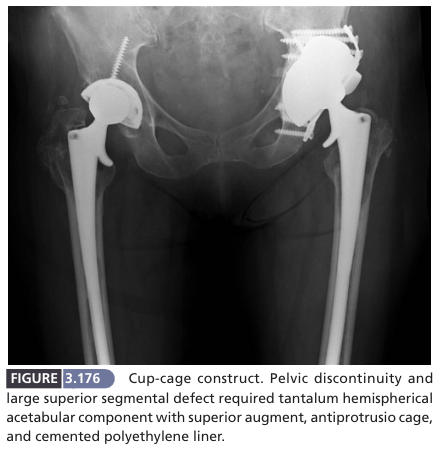 FIGURE 3.176 Cup-cage construct. Pelvic discontinuity and
large superior segmental defect required tantalum hemispherical
acetabular component with superior augment, antiprotrusio cage,
and cemented polyethylene liner.